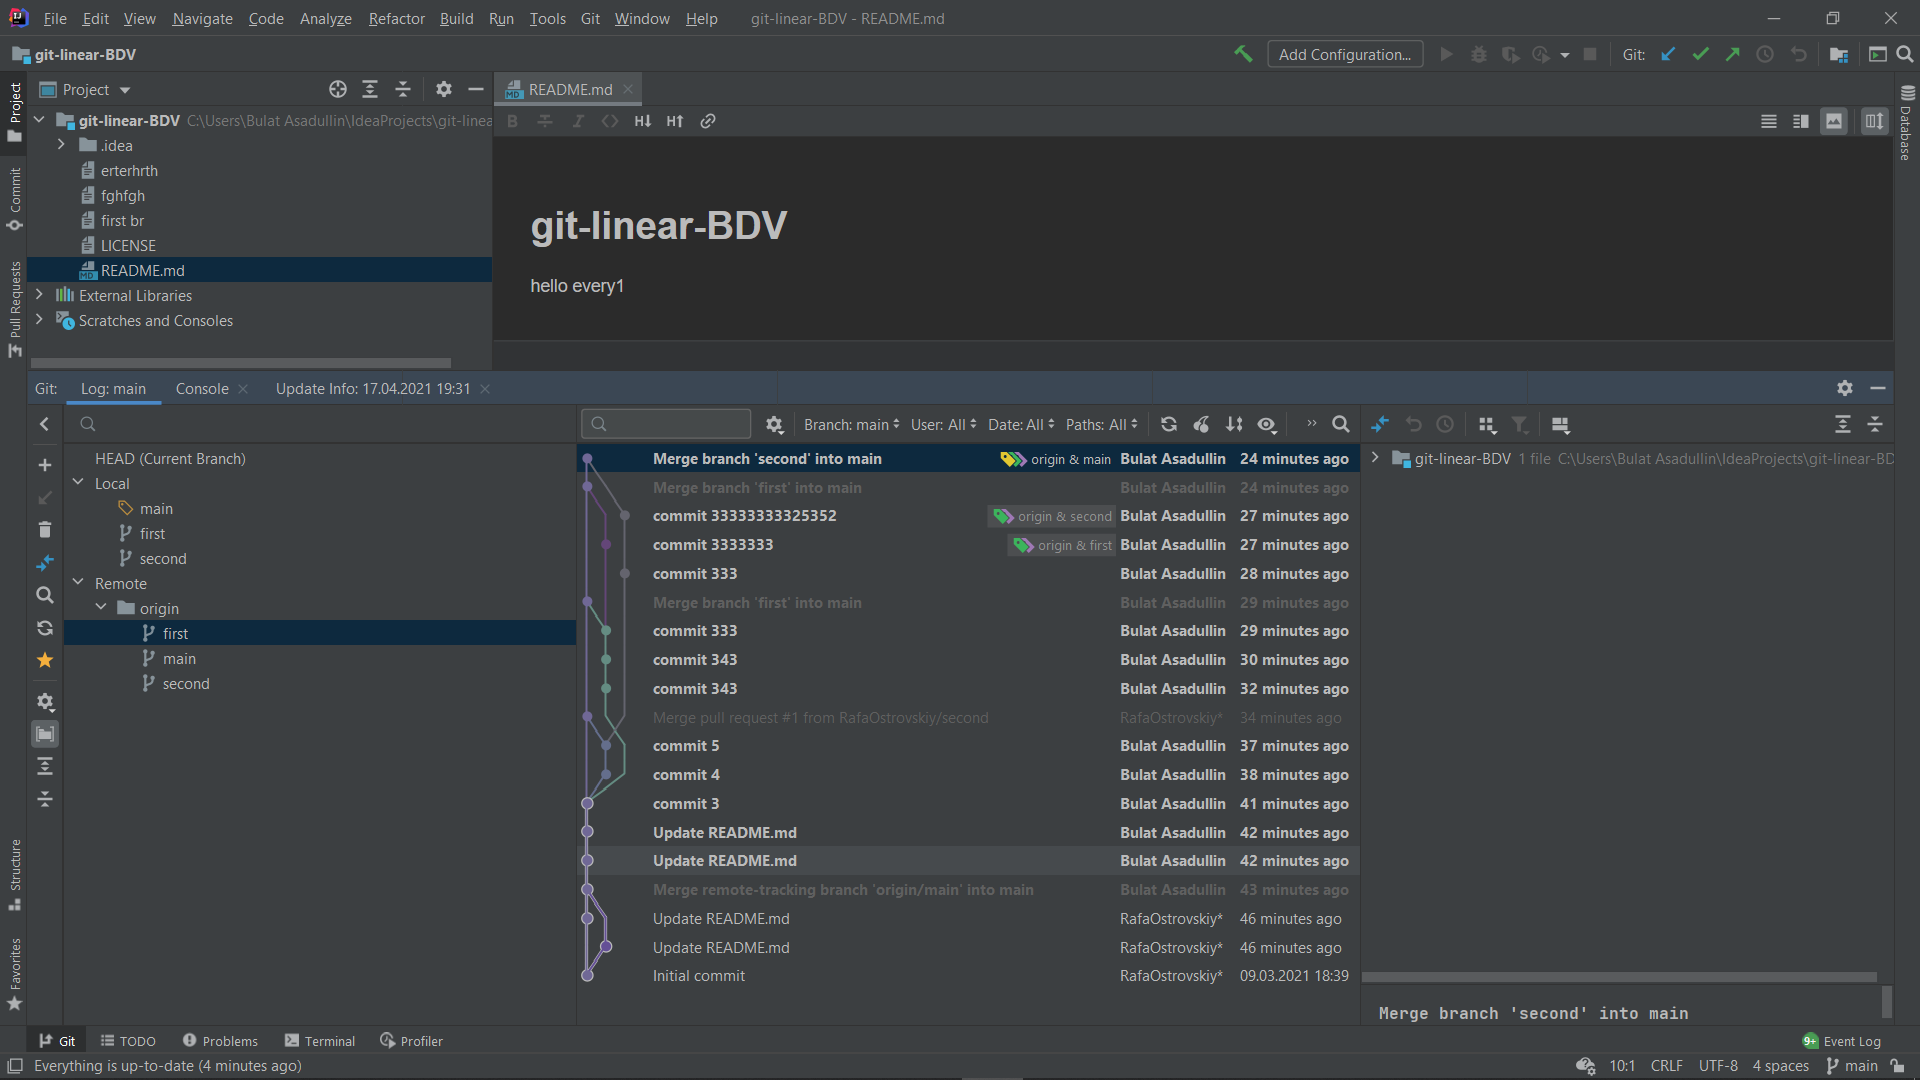 File Edit View Navigate Code Analyze Refactor Build Run Tools Git Window Help git-linear-BDV - README.md
git-linear-BDV
Add Configuration...
Git:
Project
Project
README.md
Database
git-linear-BDV C:\Users\Bulat Asadullin\IdeaProjects\git-linea
.idea
erterhrth
fghfgh
first br
LICENSE
README.md
External Libraries
Scratches and Consoles
Commit
Pull Requests
B I H↓ H↑
git-linear-BDV
hello every1
Git: Log: main Console Update Info: 17.04.2021 19:31
Branch: main User: All Date: All Paths: All
HEAD (Current Branch)
Local
main
first
second
Remote
origin
first
main
second
Merge branch 'second' into main origin & main Bulat Asadullin 24 minutes ago
Merge branch 'first' into main Bulat Asadullin 24 minutes ago
commit 33333333325352 origin & second Bulat Asadullin 27 minutes ago
commit 3333333 origin & first Bulat Asadullin 27 minutes ago
commit 333 Bulat Asadullin 28 minutes ago
Merge branch 'first' into main Bulat Asadullin 29 minutes ago
commit 333 Bulat Asadullin 29 minutes ago
commit 343 Bulat Asadullin 30 minutes ago
commit 343 Bulat Asadullin 32 minutes ago
Merge pull request #1 from RafaOstrovskiy/second RafaOstrovskiy* 34 minutes ago
commit 5 Bulat Asadullin 37 minutes ago
commit 4 Bulat Asadullin 38 minutes ago
commit 3 Bulat Asadullin 41 minutes ago
Update README.md Bulat Asadullin 42 minutes ago
Update README.md Bulat Asadullin 42 minutes ago
Merge remote-tracking branch 'origin/main' into main Bulat Asadullin 43 minutes ago
Update README.md RafaOstrovskiy* 46 minutes ago
Update README.md RafaOstrovskiy* 46 minutes ago
Initial commit RafaOstrovskiy* 09.03.2021 18:39
git-linear-BDV 1 file C:\Users\Bulat Asadullin\IdeaProjects\git-linear-BD
Merge branch 'second' into main
Structure
Favorites
Git TODO Problems Terminal Profiler 9+ Event Log
Everything is up-to-date (4 minutes ago) 10:1 CRLF UTF-8 4 spaces main